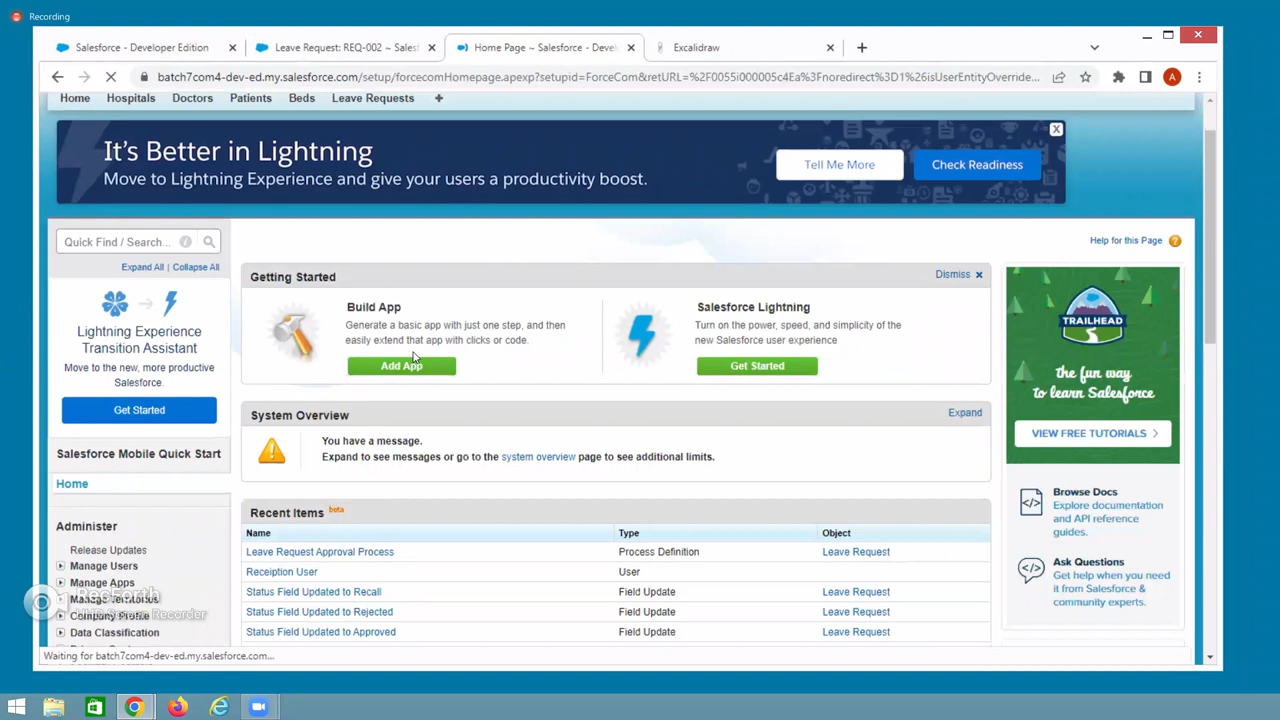 Recording
Salesforce - Developer Edition
Leave Request: REQ-002 ~ Salesf
Home Page ~ Salesforce - Devel
Excalidraw
batch7com4-dev-ed.my.salesforce.com/setup/forcecomHomepage.apexp?setupid=ForceCom&retURL=%2F0055i000005c4Ea%3Fnoredirect%3D1%26isUserEntityOverride...
A
Home Hospitals Doctors Patients Beds Leave Requests +
It's Better in Lightning
Move to Lightning Experience and give your users a productivity boost.
Tell Me More
Check Readiness
X
Quick Find / Search...
Expand All | Collapse All
Lightning Experience
Transition Assistant
Move to the new, more productive
Salesforce.
Get Started
Salesforce Mobile Quick Start
Home
Administer
Release Updates
Manage Users
Manage Apps
Manage Territories
Company Profile
Data Classification
RecForth
Screen Recorder
Help for this Page
Getting Started
Dismiss
Build App
Generate a basic app with just one step, and then
easily extend that app with clicks or code.
Add App
Salesforce Lightning
Turn on the power, speed, and simplicity of the
new Salesforce user experience
Get Started
System Overview
Expand
You have a message.
Expand to see messages or go to the system overview page to see additional limits.
Recent Items beta
Name Type Object
Leave Request Approval Process Process Definition Leave Request
Receiption User User
Status Field Updated to Recall Field Update Leave Request
Status Field Updated to Rejected Field Update Leave Request
Status Field Updated to Approved Field Update Leave Request
TRAILHEAD
the fun way
to learn Salesforce
VIEW FREE TUTORIALS
Browse Docs
Explore documentation
and API reference
guides.
Ask Questions
Get help when you need
it from Salesforce &
community experts.
Waiting for batch7com4-dev-ed.my.salesforce.com...